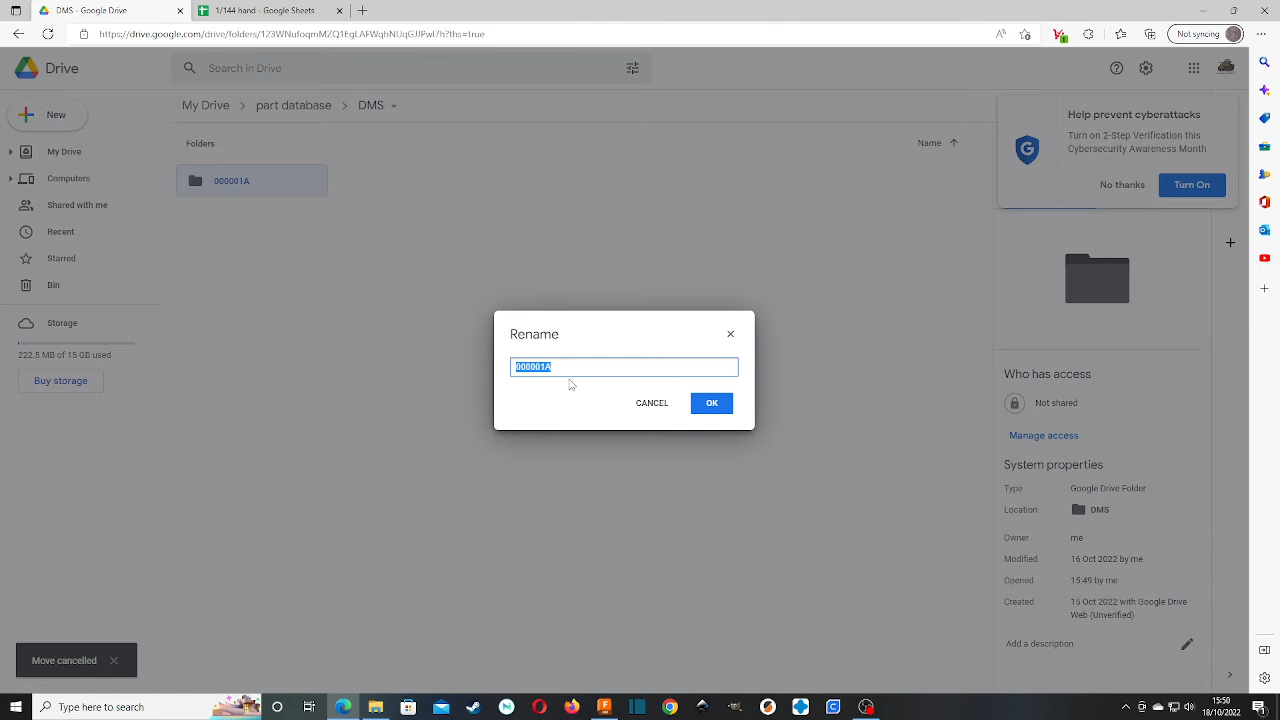 DMS - Google Drive
1/144 hand - Google Sheets
https://drive.google.com/drive/folders/123WNufoqmMZQ1EgLAFWqhNUqGJJPwl7h?ths=true
Not syncing
Drive
Search in Drive
New
My Drive
part database
DMS
Help prevent cyberattacks
Turn on 2-Step Verification this
Cybersecurity Awareness Month
No thanks
Turn On
Folders
Name
000001A
My Drive
Computers
Shared with me
Recent
Starred
Bin
Storage
222.5 MB of 15 GB used
Buy storage
Rename
000001A
CANCEL
OK
Who has access
Not shared
Manage access
System properties
Type
Google Drive Folder
Location
DMS
Owner
me
Modified
16 Oct 2022 by me
Opened
15:49 by me
Created
15 Oct 2022 with Google Drive
Web (Unverified)
Add a description
Move cancelled
Type here to search
15:50
18/10/2022